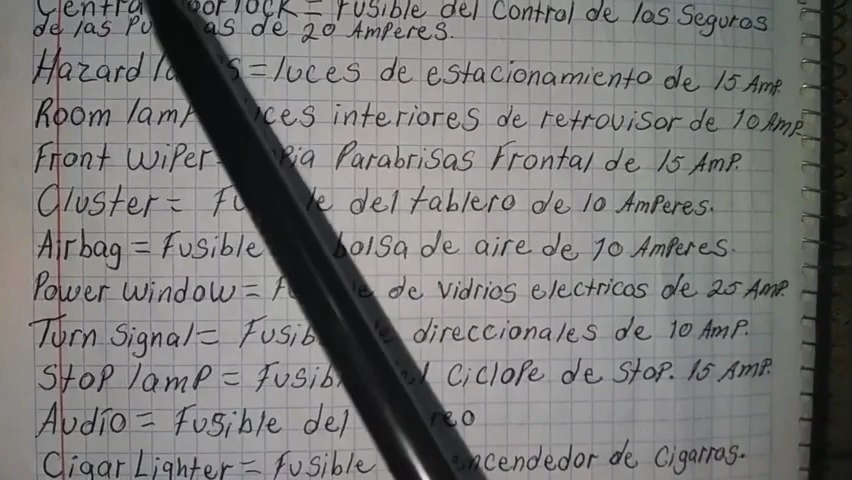 = Fusible del Control de los Seguros
de las de 20 Amperes.
Hazard = luces de estacionamiento de 15 Amp
Room interiores de retrovisor de 10 Amp
Front Wiper Parabrisas Frontal de 15 Amp.
Cluster = del tablero de 10 Amperes.
Airbag = Fusible bolsa de aire de 10 Amperes.
Power Window = de Vidrios electricos de 25 Amp.
Turn Signal = direccionales de 10 Amp.
Stop lamp = Ciclope de Stop. 15 Amp.
Audio = Fusible del
Cigar Lighter = Fusible encendedor de Cigarros.